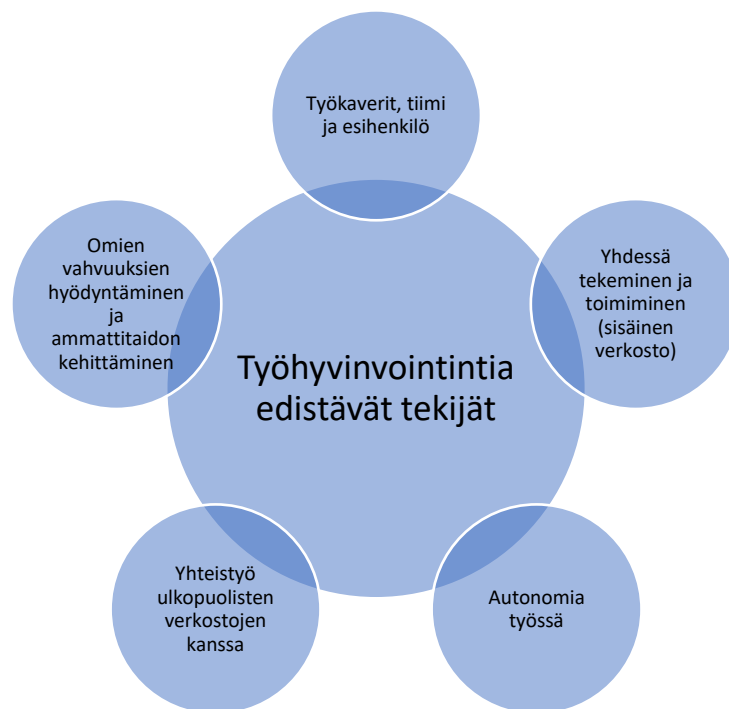 Työkaverit, tiimi
ja esihenkilö
Yhdessä
tekeminen ja
toimiminen
(sisäinen
verkosto)
Omien
vahvuuksien
hyödyntäminen
ja
ammattitaidon
kehittäminen
Työhyvinvointintia
edistävät tekijät
Yhteistyö
ulkopuolisten
verkostojen
kanssa
Autonomia
työssä